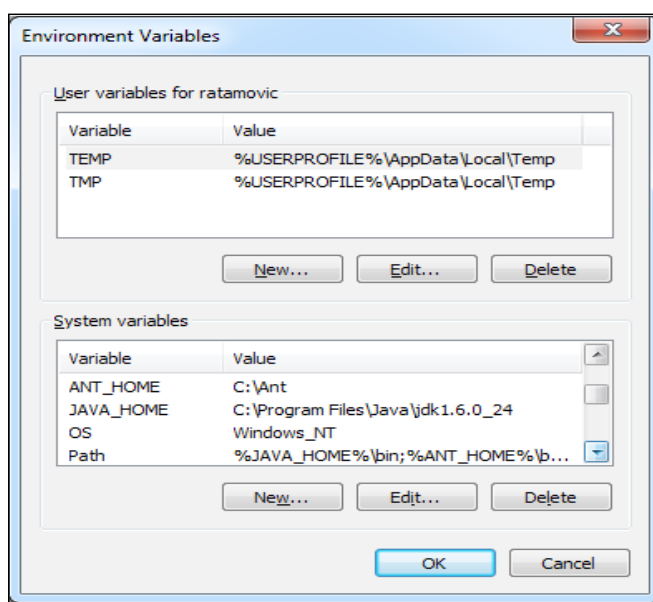 Environment Variables
User variables for ratamovic
Variable Value
TEMP %USERPROFILE%\AppData\Local\Temp
TMP %USERPROFILE%\AppData\Local\Temp
New... Edit... Delete
System variables
Variable Value
ANT_HOME C:\Ant
JAVA_HOME C:\Program Files\Java\jdk1.6.0_24
OS Windows_NT
Path %JAVA_HOME%\bin;%ANT_HOME%\b...
New... Edit... Delete
OK Cancel